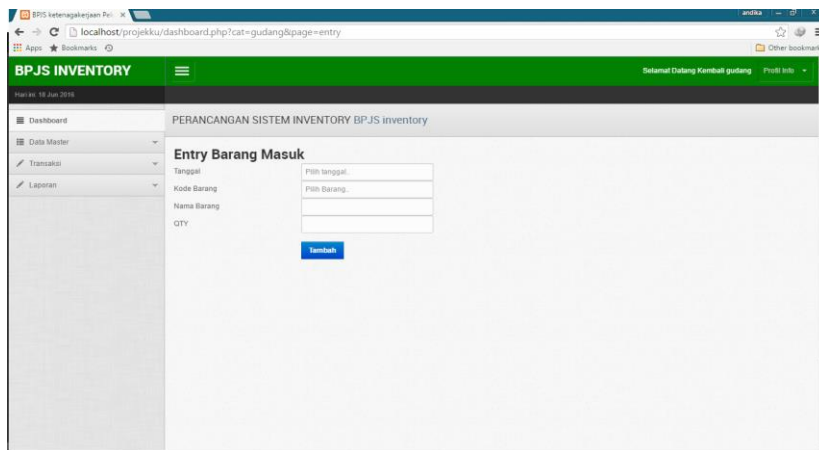 BPJS ketenagakerjaan Pel
andika
localhost/projekku/dashboard.php?cat=gudang&page=entry
Apps Bookmarks Other bookmark
BPJS INVENTORY
Selamat Datang Kembali gudang Profil Info
Hari ini: 18 Jun 2016
Dashboard
PERANCANGAN SISTEM INVENTORY BPJS inventory
Data Master
Transaksi
Laporan
Entry Barang Masuk
Tanggal Pilih tanggal..
Kode Barang Pilih Barang..
Nama Barang
QTY
Tambah